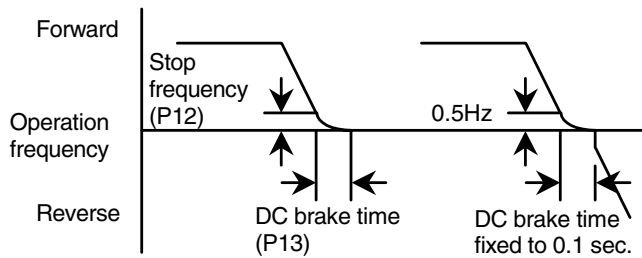 Forward
Stop
frequency
(P12)
0.5Hz
Operation
frequency
Reverse
DC brake time
(P13)
DC brake time
fixed to 0.1 sec.